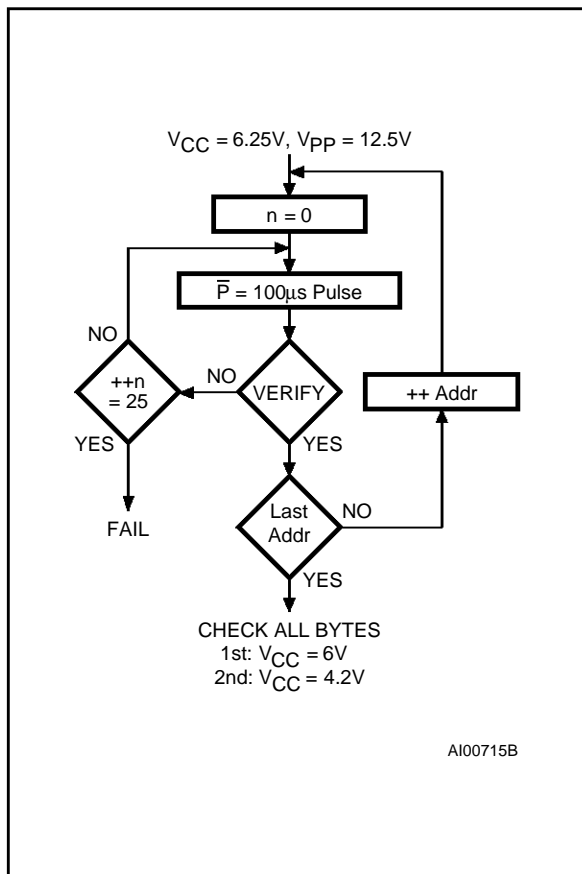 VCC = 6.25V, VPP = 12.5V
n = 0
P̅ = 100µs Pulse
NO
++n
= 25
NO
VERIFY
++ Addr
YES
YES
FAIL
Last
Addr
NO
YES
CHECK ALL BYTES
1st: VCC = 6V
2nd: VCC = 4.2V
AI00715B